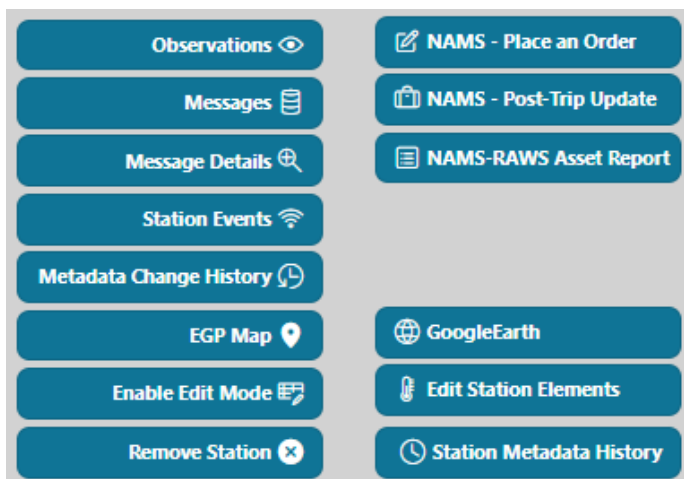 Observations
Messages
Message Details
Station Events
Metadata Change History
EGP Map
Enable Edit Mode
Remove Station
NAMS - Place an Order
NAMS - Post-Trip Update
NAMS-RAWS Asset Report
GoogleEarth
Edit Station Elements
Station Metadata History